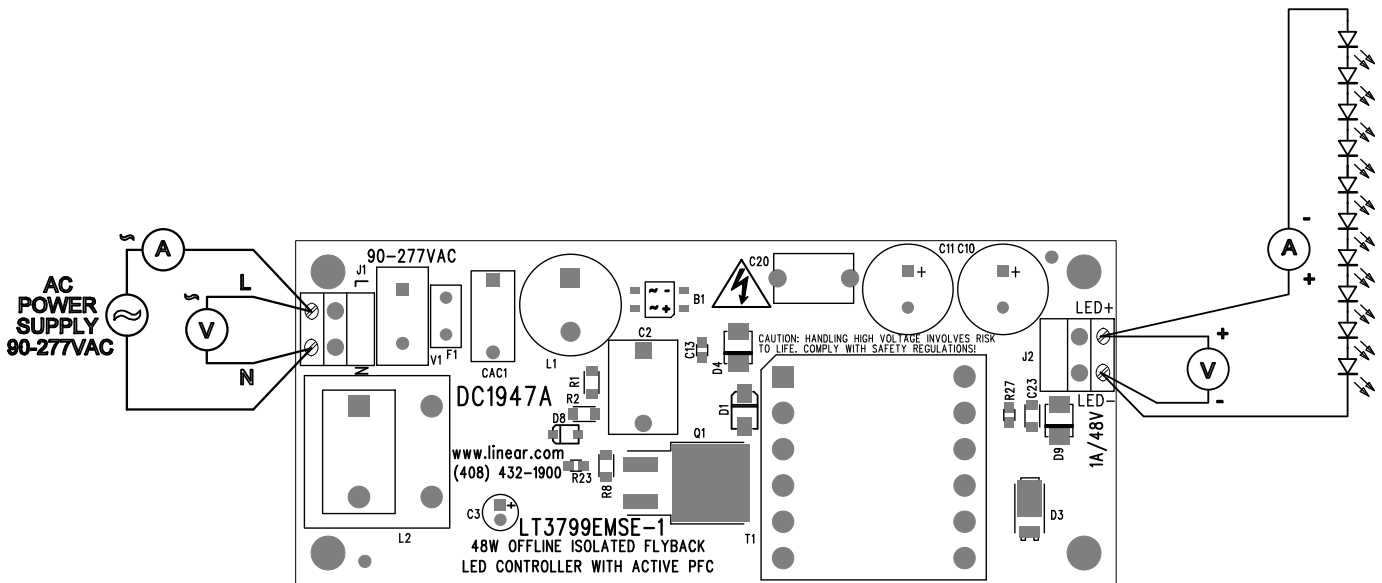 ~
A
AC
POWER
SUPPLY
90-277VAC
~
L
~
V
N
90-277VAC
J1
L
N
V1
F1
CAC1
L1
~ -
~ +
B1
C20
C11 C10
+
+
CAUTION: HANDLING HIGH VOLTAGE INVOLVES RISK
TO LIFE. COMPLY WITH SAFETY REGULATIONS!
C2
C13
D4
D1
DC1947A
R1
R2
D8
Q1
www.linear.com
(408) 432-1900
R23
R8
C3
+
LT3799EMSE-1
48W OFFLINE ISOLATED FLYBACK
LED CONTROLLER WITH ACTIVE PFC
L2
T1
LED+
J2
LED-
R27
C23
D9
1A/48V
D3
-
A
+
+
V
-